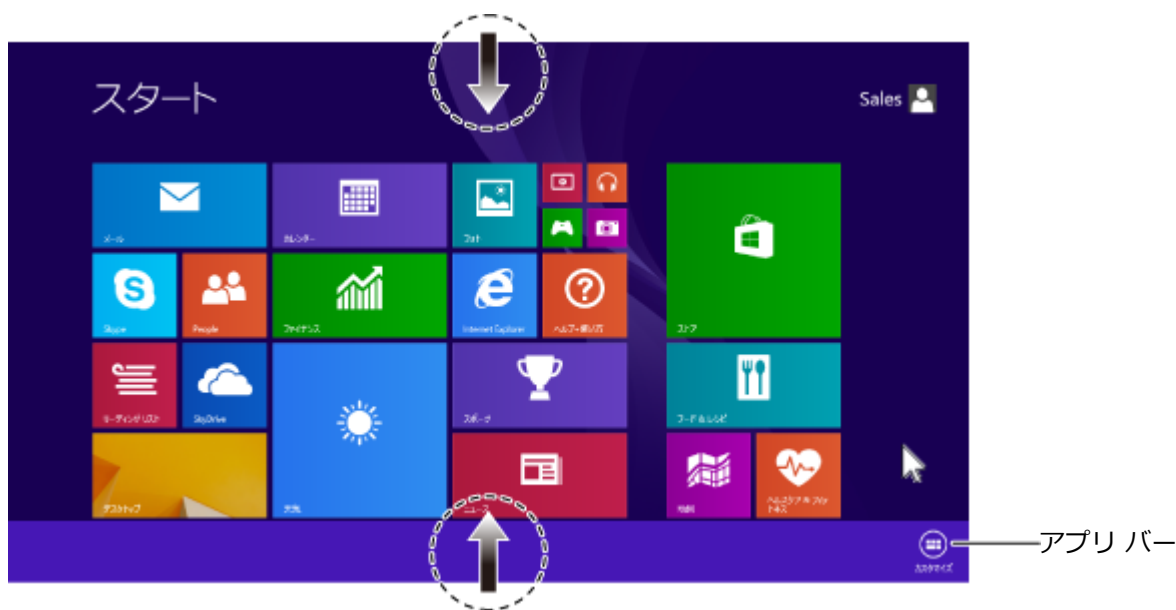 スタート
Sales
メール
カレンダー
フォト
Skype
People
ファイナンス
Internet Explorer
ヘルプ+使い方
ストア
リーディング リスト
SkyDrive
スポーツ
フード&レシピ
デスクトップ
天気
ニュース
地図
ヘルスケア&フィッ
トネス
カスタマイズ
アプリ バー